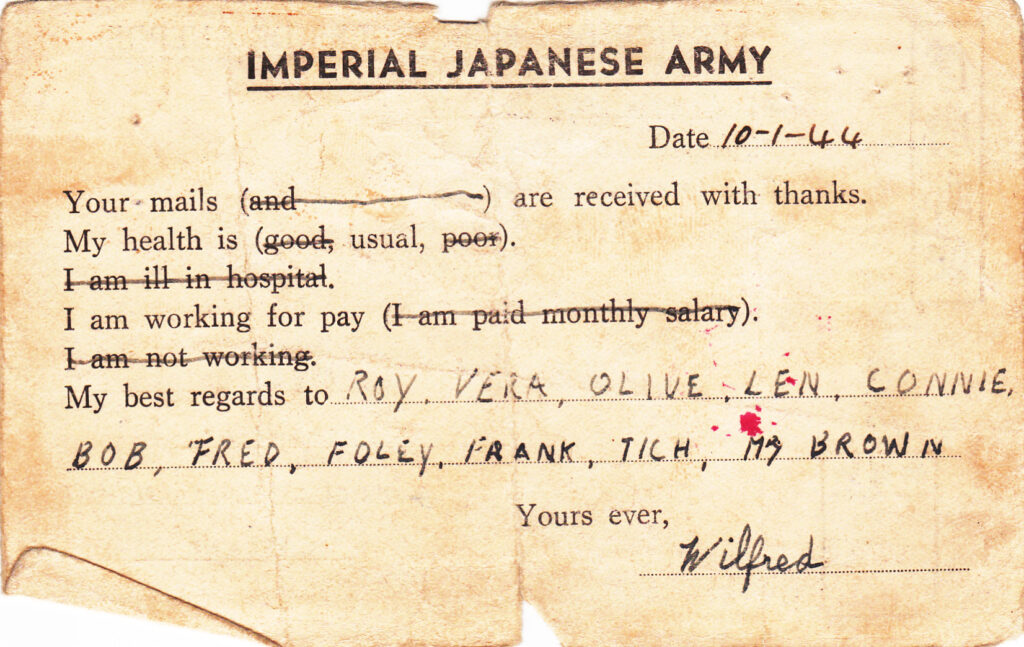 IMPERIAL JAPANESE ARMY
Date 10-1-44
Your mails (and ) are received with thanks.
My health is (good, usual, poor).
I am ill in hospital.
I am working for pay (I am paid monthly salary).
I am not working.
My best regards to ROY, VERA, OLIVE, LEN, CONNIE,
BOB, FRED, FOLEY, FRANK, TICH, BROWN
Yours ever,
Wilfred